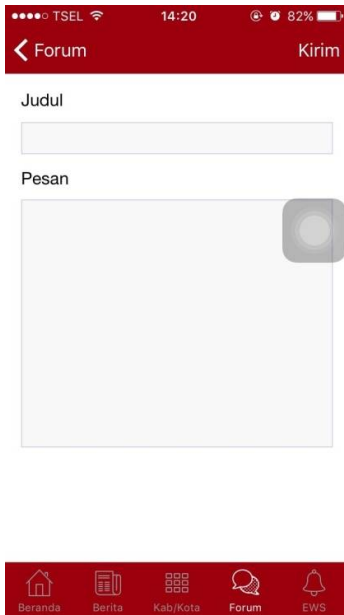 TSEL 14:20 82%
Forum Kirim
Judul
Pesan
Beranda Berita Kab/Kota Forum EWS